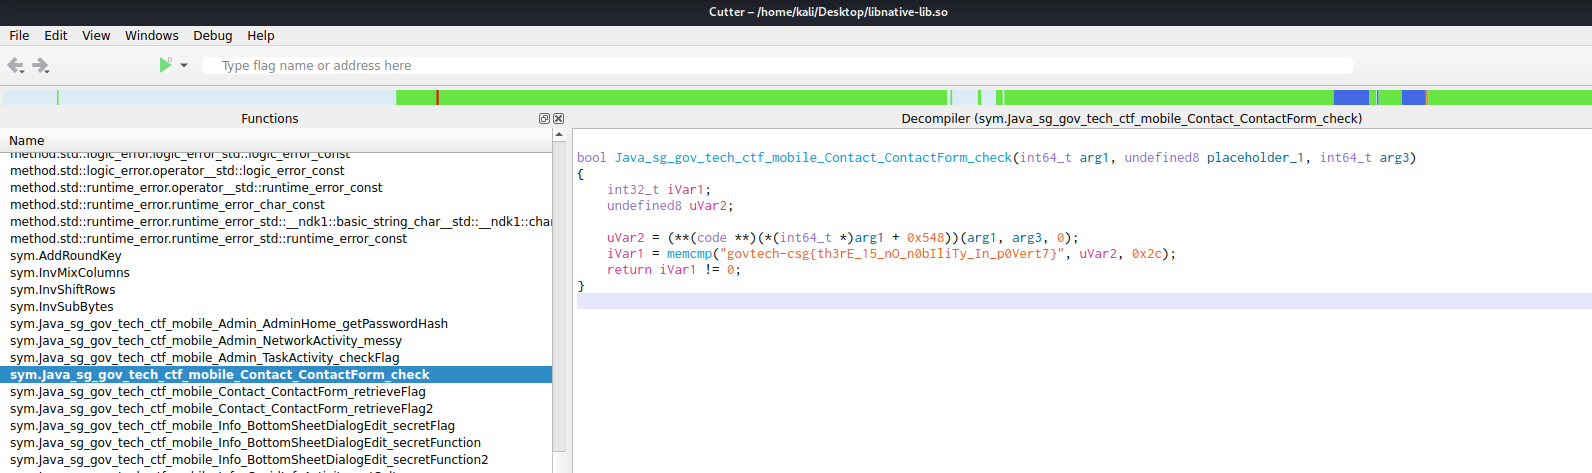 Cutter – /home/kali/Desktop/libnative-lib.so
File Edit View Windows Debug Help
Type flag name or address here
Functions
Name
method.std::logic_error.logic_error_std::logic_error_const
method.std::logic_error.operator__std::logic_error_const
method.std::runtime_error.operator__std::runtime_error_const
method.std::runtime_error.runtime_error_char_const
method.std::runtime_error.runtime_error_std::__ndk1::basic_string_char__std::__ndk1::cha
method.std::runtime_error.runtime_error_std::runtime_error_const
sym.AddRoundKey
sym.InvMixColumns
sym.InvShiftRows
sym.InvSubBytes
sym.Java_sg_gov_tech_ctf_mobile_Admin_AdminHome_getPasswordHash
sym.Java_sg_gov_tech_ctf_mobile_Admin_NetworkActivity_messy
sym.Java_sg_gov_tech_ctf_mobile_Admin_TaskActivity_checkFlag
sym.Java_sg_gov_tech_ctf_mobile_Contact_ContactForm_check
sym.Java_sg_gov_tech_ctf_mobile_Contact_ContactForm_retrieveFlag
sym.Java_sg_gov_tech_ctf_mobile_Contact_ContactForm_retrieveFlag2
sym.Java_sg_gov_tech_ctf_mobile_Info_BottomSheetDialogEdit_secretFlag
sym.Java_sg_gov_tech_ctf_mobile_Info_BottomSheetDialogEdit_secretFunction
sym.Java_sg_gov_tech_ctf_mobile_Info_BottomSheetDialogEdit_secretFunction2
Decompiler (sym.Java_sg_gov_tech_ctf_mobile_Contact_ContactForm_check)
bool Java_sg_gov_tech_ctf_mobile_Contact_ContactForm_check(int64_t arg1, undefined8 placeholder_1, int64_t arg3)
{
int32_t iVar1;
undefined8 uVar2;
uVar2 = (**(code **)(*(int64_t *)arg1 + 0x548))(arg1, arg3, 0);
iVar1 = memcmp("govtech-csg{th3rE_15_nO_n0bIliTy_In_p0Vert7}", uVar2, 0x2c);
return iVar1 != 0;
}